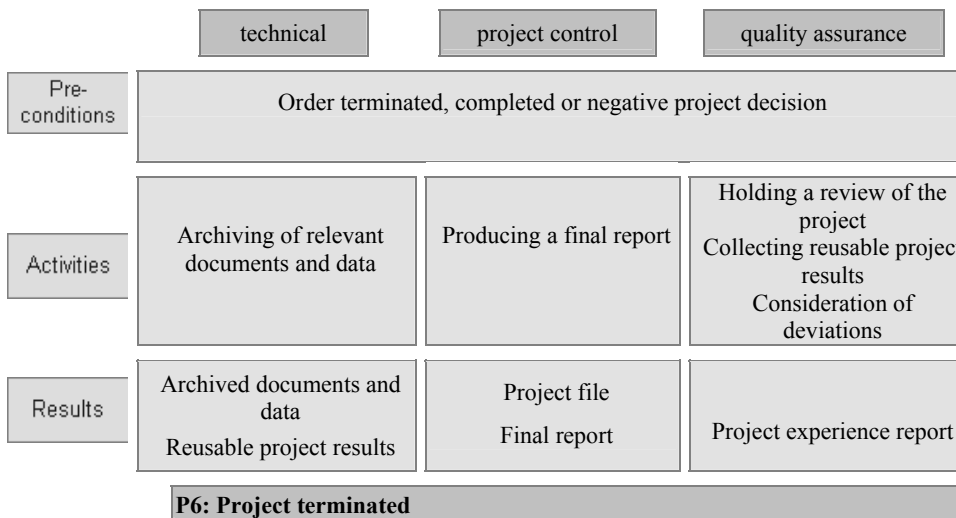 technical
project control
quality assurance
Pre-
conditions
Order terminated, completed or negative project decision
Activities
Archiving of relevant
documents and data
Producing a final report
Holding a review of the
project
Collecting reusable projec
results
Consideration of
deviations
Results
Archived documents and
data
Reusable project results
Project file
Final report
Project experience report
P6: Project terminated